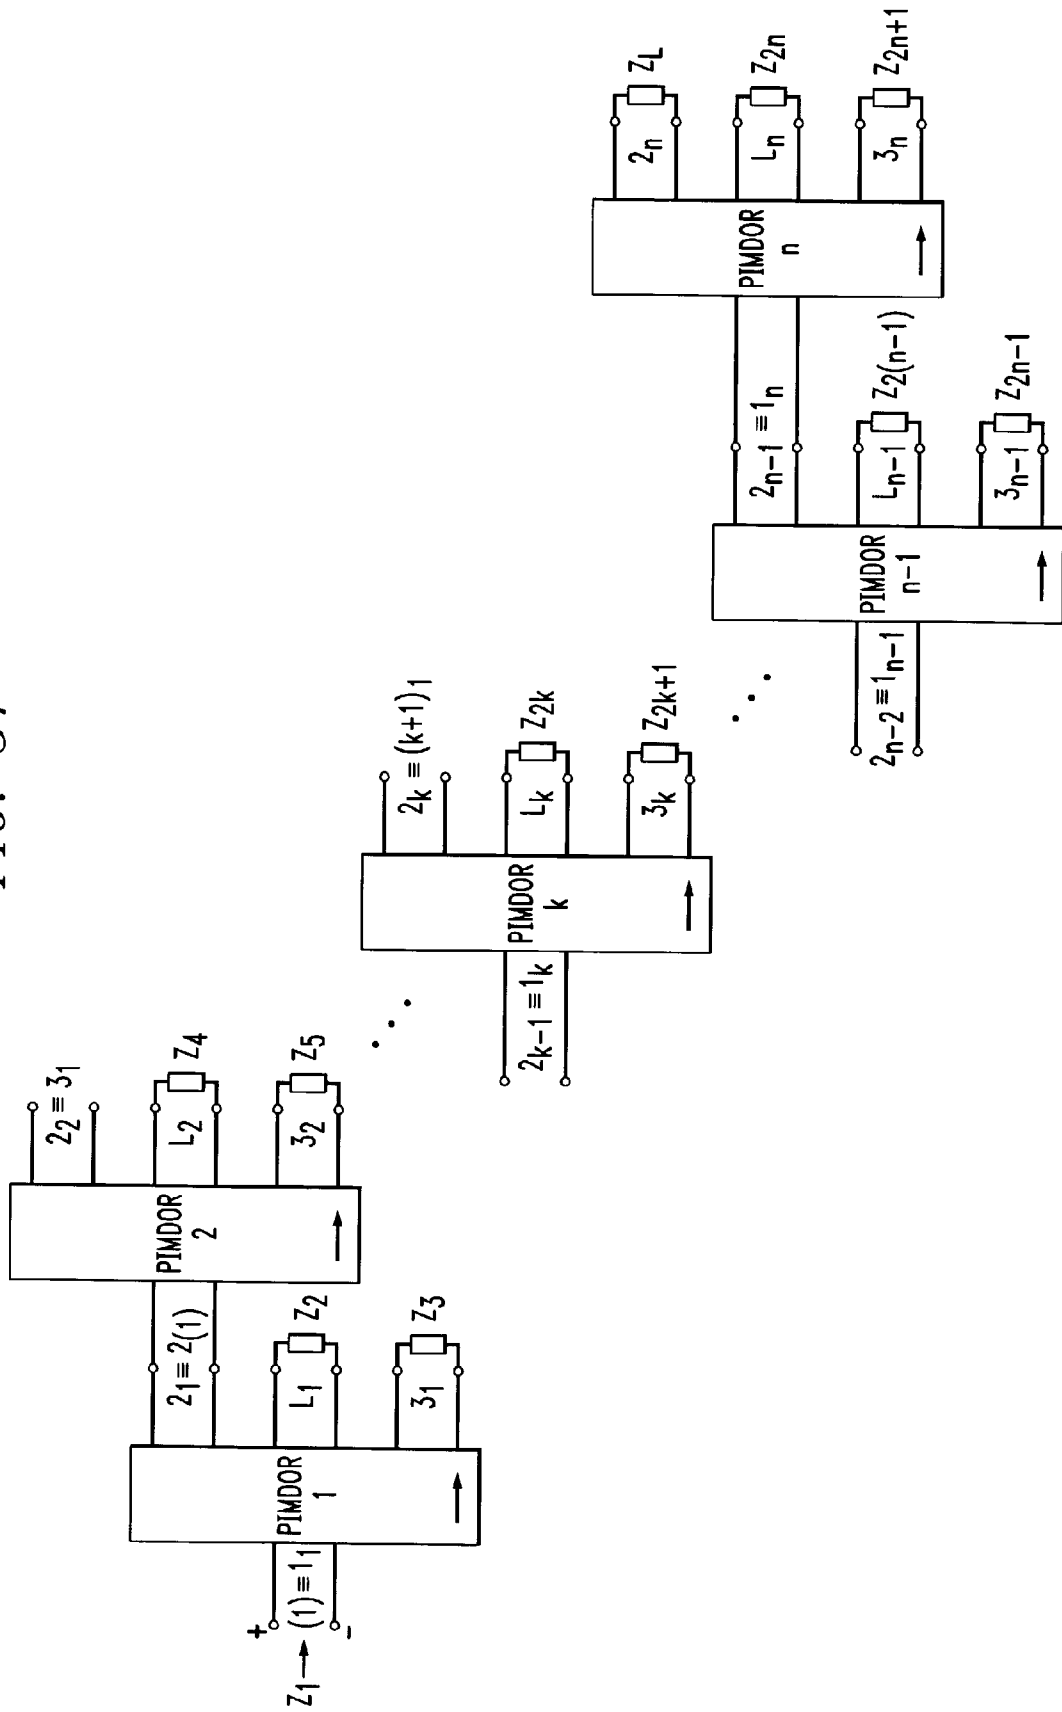 Z1
+
(1)≡11
-
PIMDOR
1
21≡2(1)
L1
Z2
31
Z3
PIMDOR
2
22≡31
L2
Z4
32
Z5
2k-1≡1k
PIMDOR
k
2k≡(k+1)1
Lk
Z2k
3k
Z2k+1
2n-2≡1n-1
PIMDOR
n-1
2n-1≡1n
Ln-1
Z2(n-1)
3n-1
Z2n-1
PIMDOR
n
2n
ZL
Ln
Z2n
3n
Z2n+1